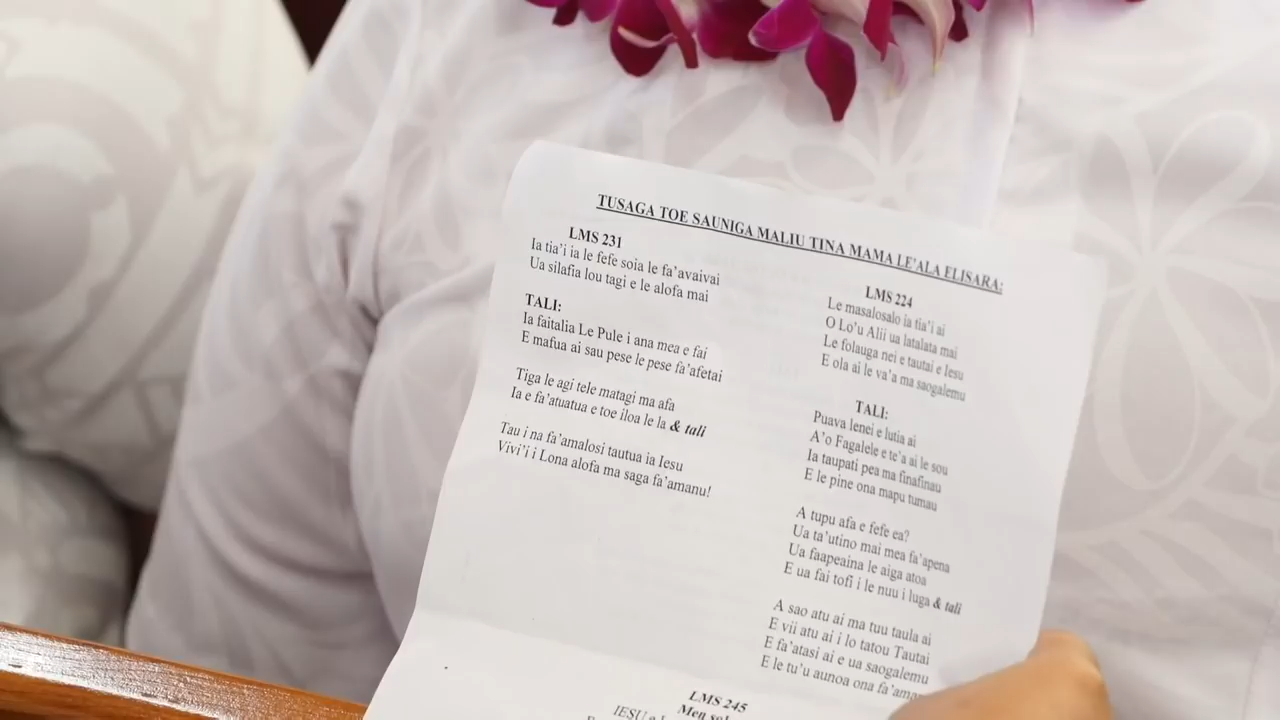 TUSAGA TOE SAUNIGA MALIU TINA MAMA LE'ALA ELISARA:
LMS 231
Ia tia'i ia le fefe soia le fa'avaivai
Ua silafia lou tagi e le alofa mai
TALI:
Ia faitalia Le Pule i ana mea e fai
E mafua ai sau pese le pese fa'afetai
Tiga le agi tele matagi ma afa
Ia e fa'atuatua e toe iloa le la & tali
Tau i na fa'amalosi tautua ia Iesu
Vivi'i i Lona alofa ma saga fa'amanu!
LMS 224
Le masalosalo ia tia'i ai
O Lo'u Alii ua latalata mai
Le folauga nei e tautai e Iesu
E ola ai le va'a ma saogalemu
TALI:
Puava lenei e lutia ai
A'o Fagalele e te'a ai le sou
Ia taupati pea ma finafinau
E le pine ona mapu tumau
A tupu afa e fefe ea?
Ua ta'utino mai mea fa'apena
Ua faapeaina le aiga atoa
E ua fai tofi i le nuu i luga & tali
A sao atu ai ma tuu taula ai
E vii atu ai i lo tatou Tautai
E fa'atasi ai e ua saogalemu
E le tu'u aunoa ona
LMS 245
IESU